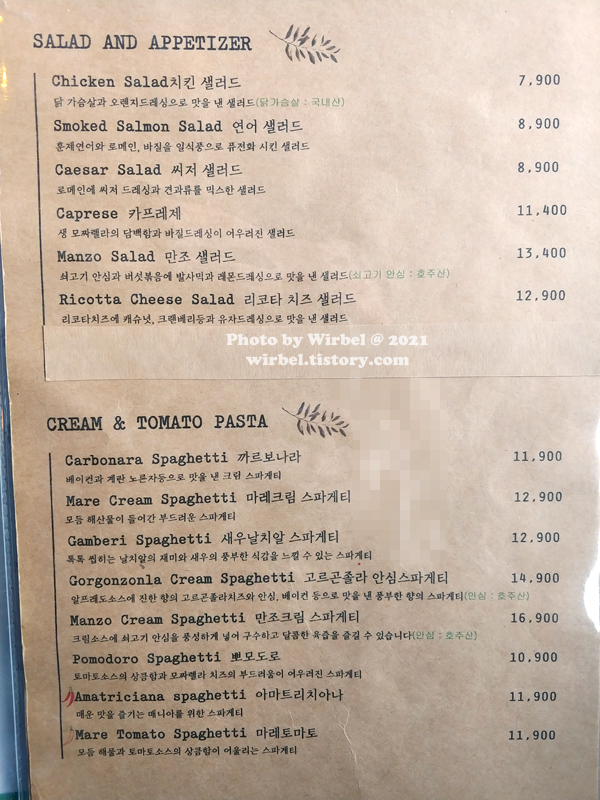 SALAD AND APPETIZER
Chicken Salad치킨 샐러드 7,900
닭 가슴살과 오렌지드레싱으로 맛을 낸 샐러드(닭가슴살 : 국내산)
Smoked Salmon Salad 연어 샐러드 8,900
훈제연어와 로메인, 바질을 일식풍으로 퓨전화 시킨 샐러드
Caesar Salad 씨저 샐러드 8,900
로메인에 씨저 드레싱과 견과류를 믹스한 샐러드
Caprese 카프레제 11,400
생 모짜렐라의 담백함과 바질드레싱이 어우러진 샐러드
Manzo Salad 만조 샐러드 13,400
쇠고기 안심과 버섯볶음에 발사믹과 레몬드레싱으로 맛을 낸 샐러드(쇠고기 안심 : 호주산)
Ricotta Cheese Salad 리코타 치즈 샐러드 12,900
리코타치즈에 캐슈넛, 크랜베리등과 유자드레싱으로 맛을 낸 샐러드
Photo by Wirbel @ 2021
wirbel.tistory.com
CREAM & TOMATO PASTA
Carbonara Spaghetti 까르보나라 11,900
베이컨과 계란 노른자등으로 맛을 낸 크림 스파게티
Mare Cream Spaghetti 마레크림 스파게티 12,900
모듬 해산물이 들어간 부드러운 스파게티
Gamberi Spaghetti 새우날치알 스파게티 12,900
톡톡 씹히는 날치알의 재미와 새우의 풍부한 식감을 느낄 수 있는 스파게티
Gorgonzonla Cream Spaghetti 고르곤졸라 안심스파게티 14,900
알프레도소스에 진한 향의 고르곤졸라치즈와 안심, 베이컨 등으로 맛을 낸 풍부한 향의 스파게티(안심 : 호주산)
Manzo Cream Spaghetti 만조크림 스파게티 16,900
크림소스에 쇠고기 안심을 풍성하게 넣어 구수하고 달콤한 육즙을 즐길 수 있습니다(안심 : 호주산)
Pomodoro Spaghetti 뽀모도로 10,900
토마토소스의 상큼함과 모짜렐라 치즈의 부드러움이 어우러진 스파게티
Amatriciana spaghetti 아마트리치아나 11,900
매운 맛을 즐기는 매니아를 위한 스파게티
Mare Tomato Spaghetti 마레토마토 11,900
모듬 해물과 토마토소스의 상큼함이 어울리는 스파게티